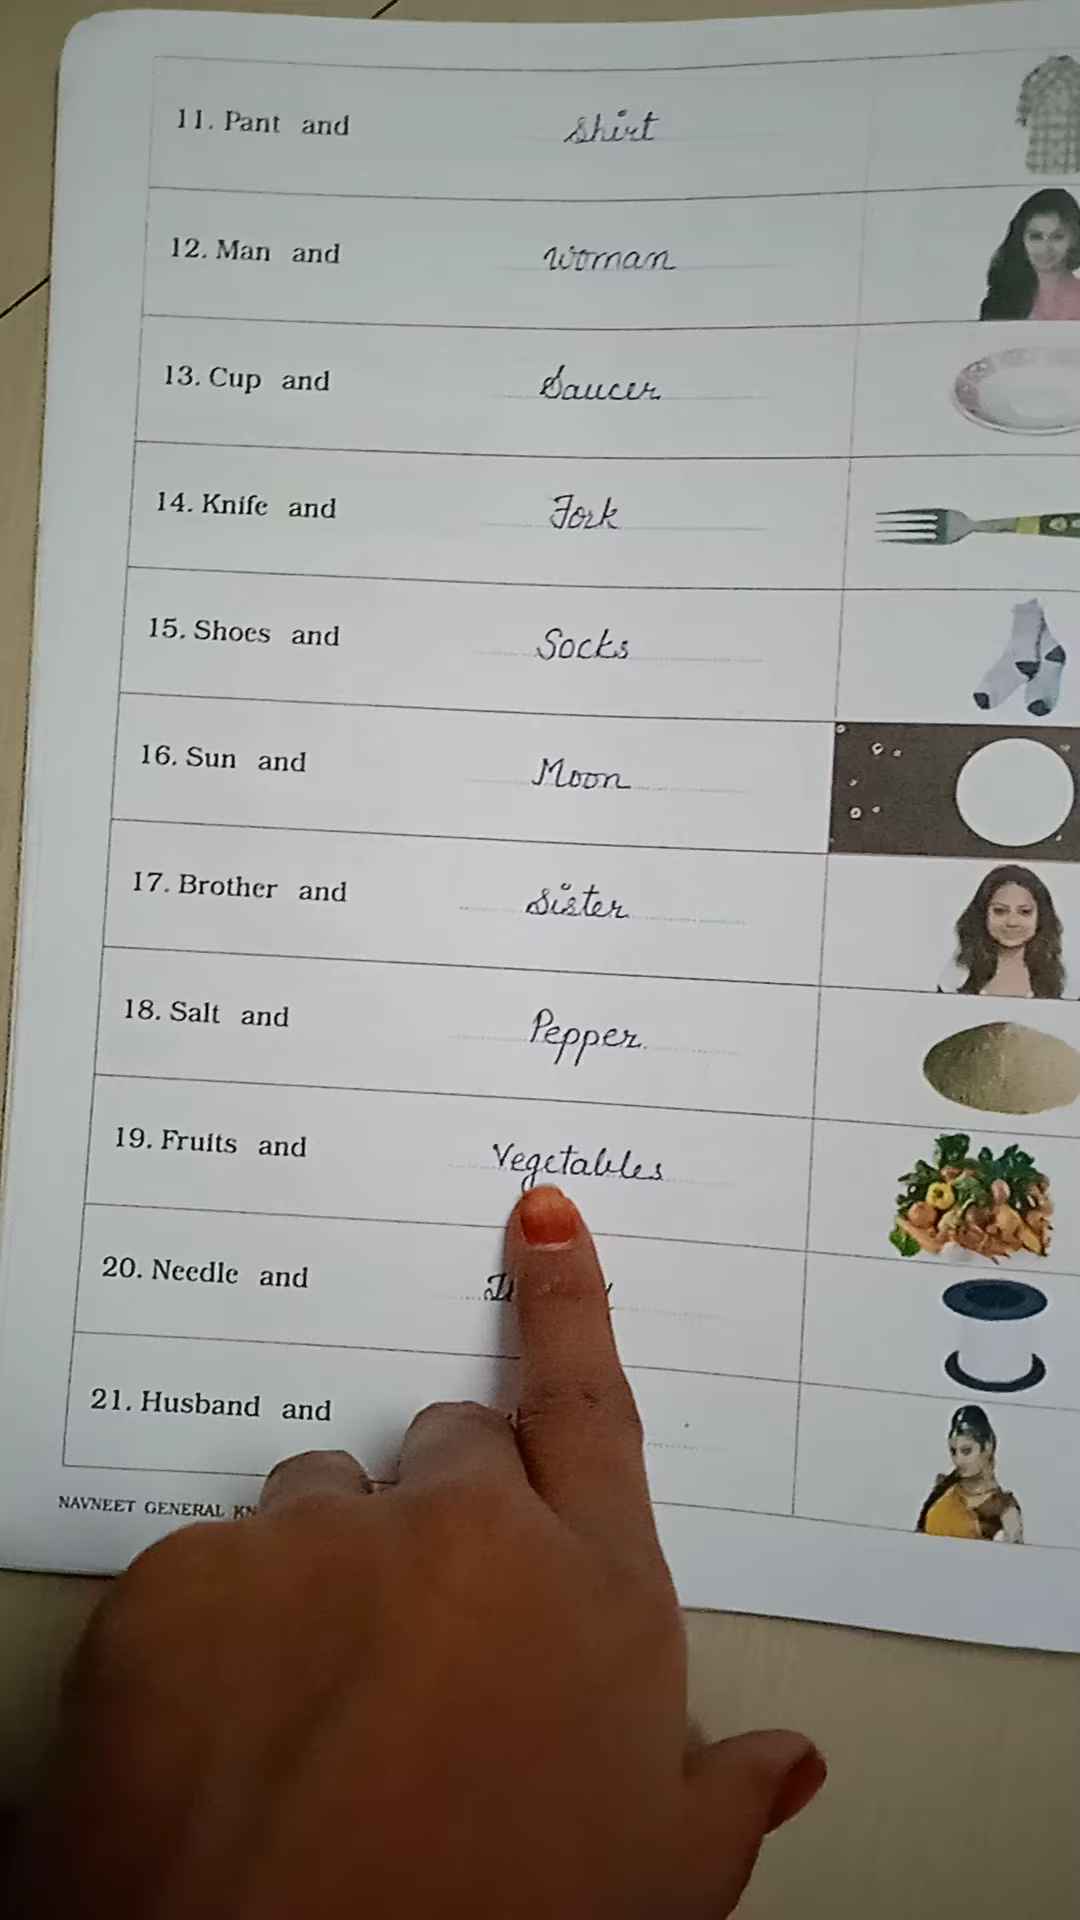 11. Pant and shirt
12. Man and woman
13. Cup and Saucer
14. Knife and Fork
15. Shoes and Socks
16. Sun and Moon
17. Brother and Sister
18. Salt and Pepper.
19. Fruits and Vegetables
20. Needle and
21. Husband and
NAVNEET GENERAL